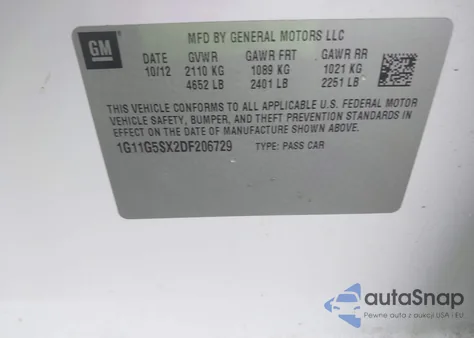 GM
MFD BY GENERAL MOTORS LLC
DATE GVWR GAWR FRT GAWR RR
10/12 2110 KG 1089 KG 1021 KG
4652 LB 2401 LB 2251 LB
THIS VEHICLE CONFORMS TO ALL APPLICABLE U.S. FEDERAL MOTOR
VEHICLE SAFETY, BUMPER, AND THEFT PREVENTION STANDARDS IN
EFFECT ON THE DATE OF MANUFACTURE SHOWN ABOVE.
1G11G5SX2DF206729 TYPE: PASS CAR
autoSnap
Pewne auta z aukcji USA i EU